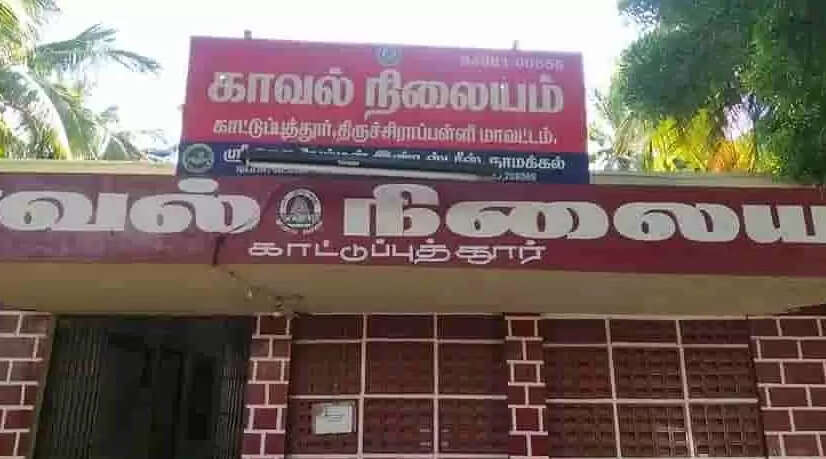 காவல் நிலையம்
காட்டுப்புத்தூர், திருச்சிராப்பள்ளி மாவட்டம்.
ஸ்ரீ நாமக்கல்
காவல் நிலைய
காட்டுப்புத்தூர்